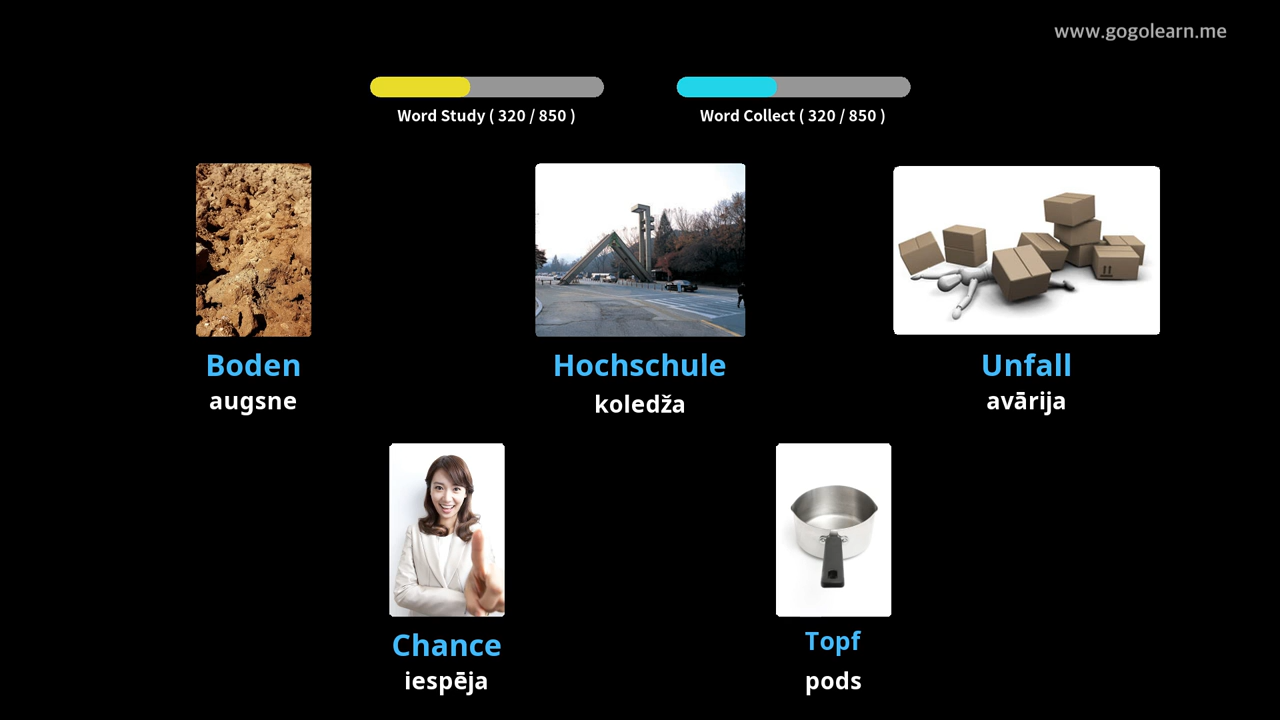 www.gogolearn.me
Word Study ( 320 / 850 )
Word Collect ( 320 / 850 )
Boden
augsne
Hochschule
koledža
Unfall
avārija
Chance
iespēja
Topf
pods